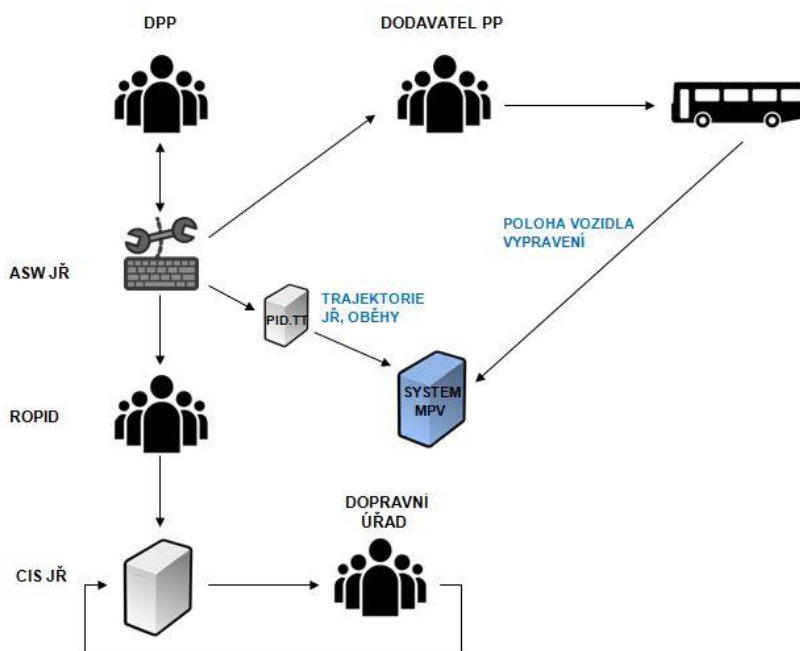 DPP
DODAVATEL PP
POLOHA VOZIDLA
VYPRAVENÍ
ASW JŘ
PID.TT
TRAJEKTORIE
JŘ, OBĚHY
SYSTEM
MPV
ROPID
DOPRAVNÍ
ÚŘAD
CIS JŘ